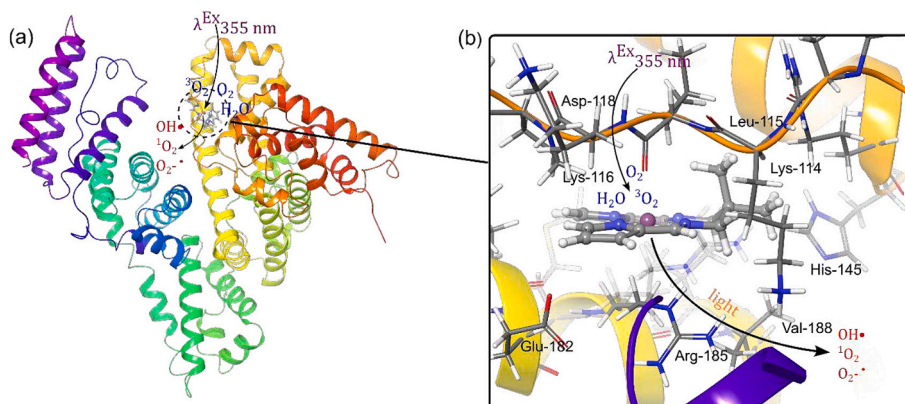 (a)
λEx355 nm
³O₂ O₂
H₂O
OH•
¹O₂
O₂-•
(b)
λEx355 nm
Asp-118
Leu-115
Lys-116
O₂
Lys-114
H₂O ³O₂
His-145
light
Glu-182
Arg-185
Val-188
OH•
¹O₂
O₂-•